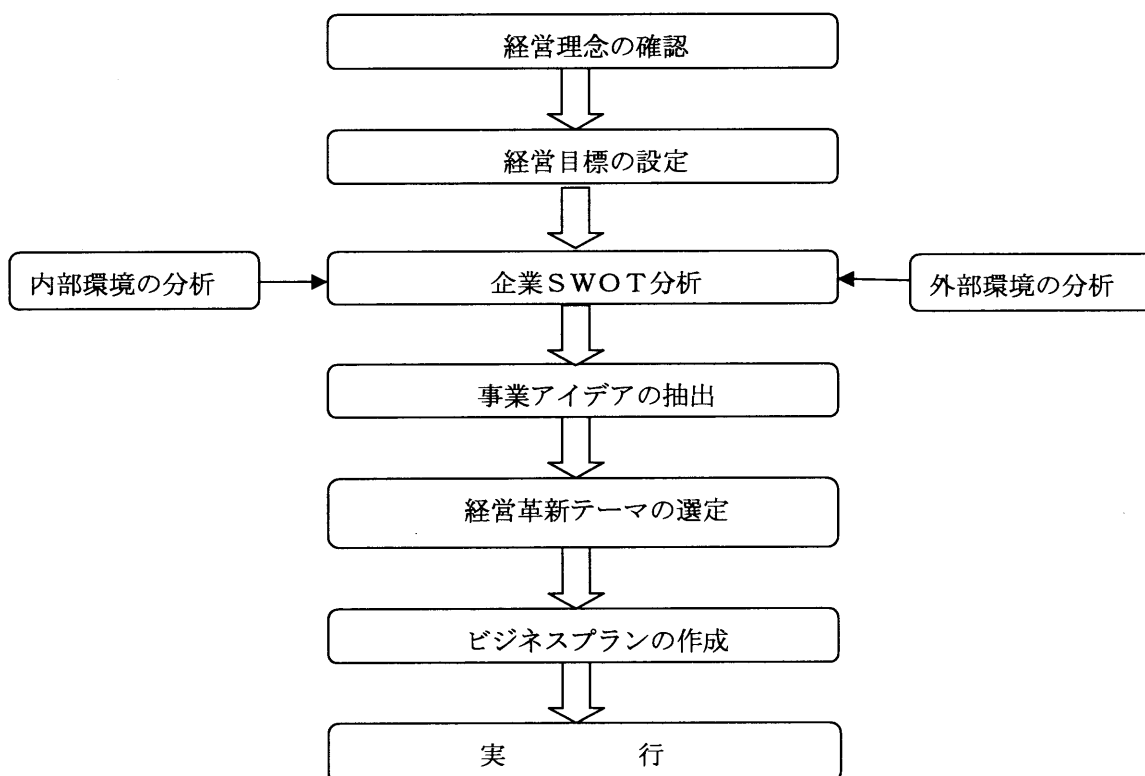 経営理念の確認
経営目標の設定
内部環境の分析
企業ＳＷＯＴ分析
外部環境の分析
事業アイデアの抽出
経営革新テーマの選定
ビジネスプランの作成
実　　　　　行